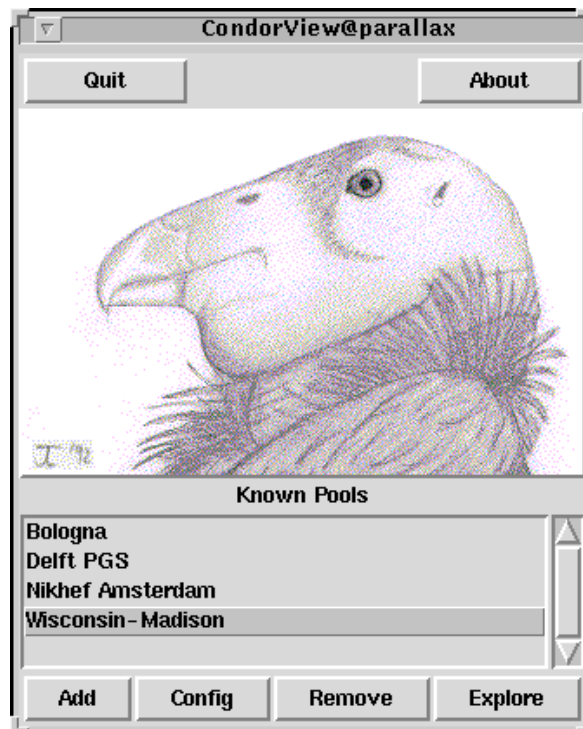 CondorView@parallax
Quit About
Known Pools
Bologna
Delft PGS
Nikhef Amsterdam
Wisconsin-Madison
Add Config Remove Explore